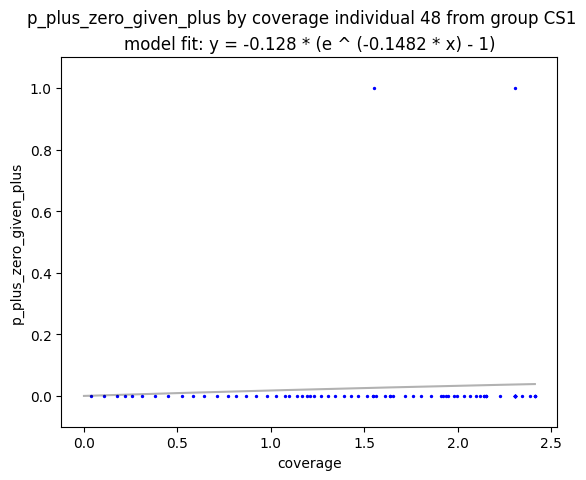 p_plus_zero_given_plus by coverage individual 48 from group CS1
model fit: y = -0.128 * (e ^ (-0.1482 * x) - 1)
1.0
0.8
0.6
0.4
0.2
0.0
p_plus_zero_given_plus
0.0 0.5 1.0 1.5 2.0 2.5
coverage